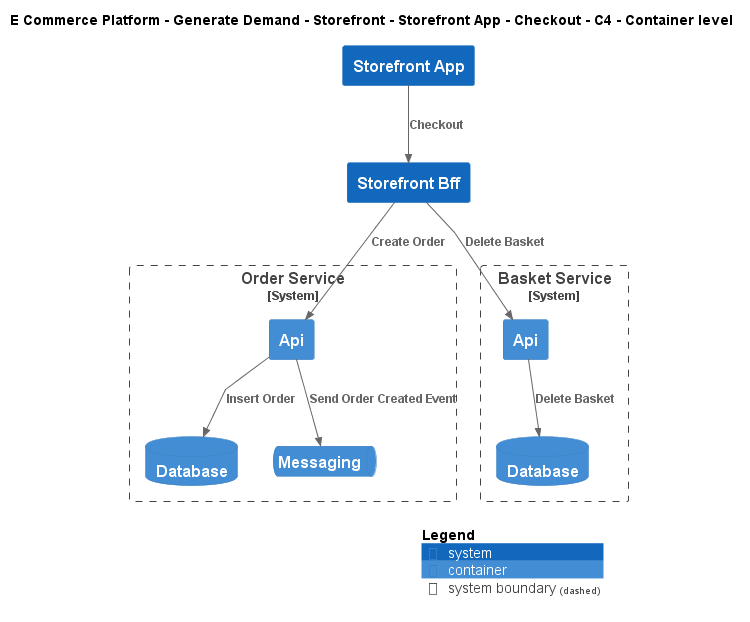 E Commerce Platform - Generate Demand - Storefront - Storefront App - Checkout - C4 - Container level
Storefront App
Checkout
Storefront Bff
Create Order
Delete Basket
Order Service
[System]
Basket Service
[System]
Api
Api
Insert Order
Send Order Created Event
Delete Basket
Database
Messaging
Database
Legend
system
container
system boundary (dashed)